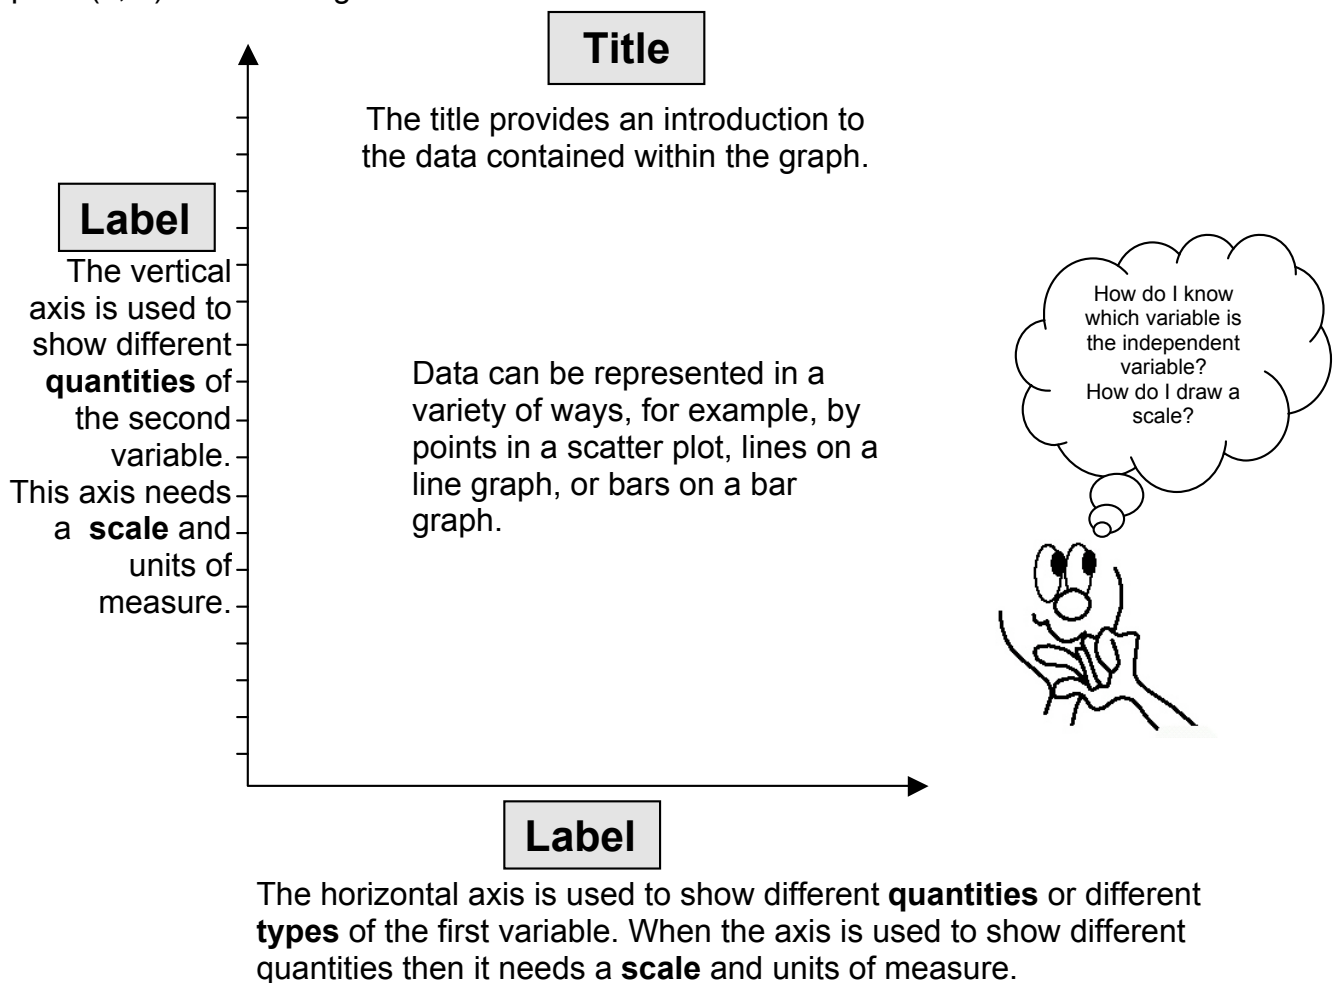 Title
The title provides an introduction to
the data contained within the graph.
Label
The vertical
axis is used to
show different
quantities of
the second
variable.
This axis needs
a scale and
units of
measure.
Data can be represented in a
variety of ways, for example, by
points in a scatter plot, lines on a
line graph, or bars on a bar
graph.
How do I know
which variable is
the independent
variable?
How do I draw a
scale?
Label
The horizontal axis is used to show different quantities or different
types of the first variable. When the axis is used to show different
quantities then it needs a scale and units of measure.